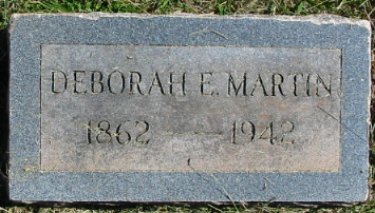 DEBORAH E. MARTIN
1862 — 1942